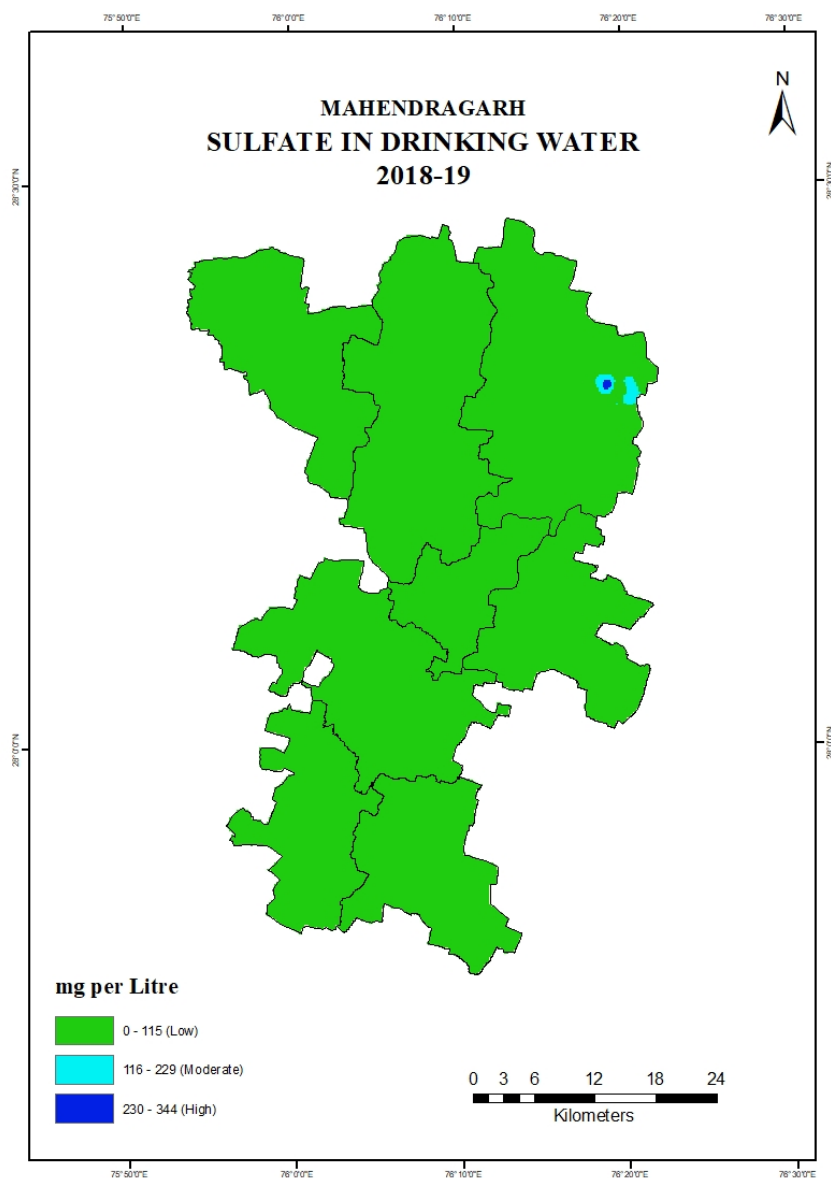 75°50'0"E 76°0'0"E 76°10'0"E 76°20'0"E 76°30'0"E
N
MAHENDRAGARH
SULFATE IN DRINKING WATER
2018-19
28°30'0"N
28°0'0"N
mg per Litre
0 - 115 (Low)
116 - 229 (Moderate)
230 - 344 (High)
0 3 6 12 18 24
Kilometers
75°50'0"E 76°0'0"E 76°10'0"E 76°20'0"E 76°30'0"E